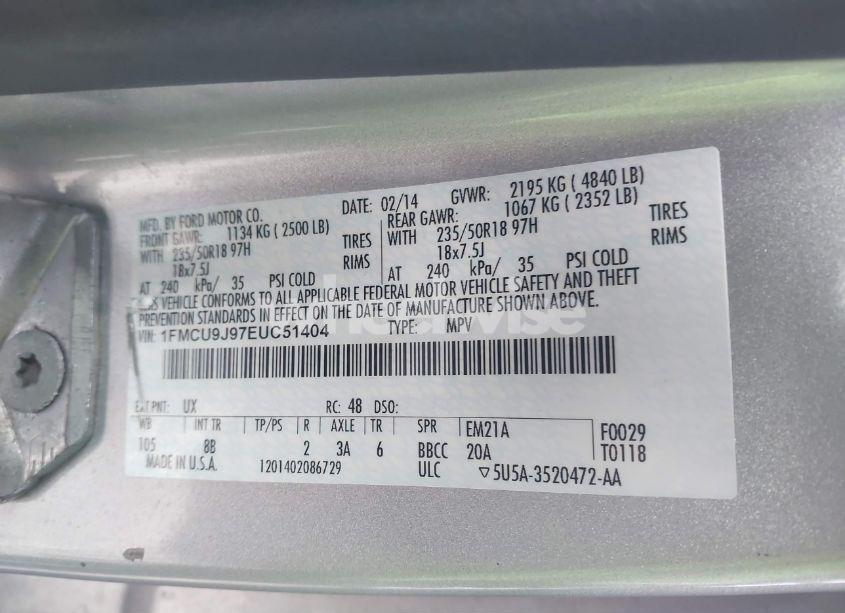 MFD. BY FORD MOTOR CO. DATE: 02/14 GVWR: 2195 KG ( 4840 LB)
FRONT GAWR: 1134 KG ( 2500 LB) REAR GAWR: 1067 KG ( 2352 LB)
WITH 235/50R18 97H TIRES WITH 235/50R18 97H TIRES
18x7.5J RIMS 18x7.5J RIMS
AT 240 kPa/ 35 PSI COLD AT 240 kPa/ 35 PSI COLD
THIS VEHICLE CONFORMS TO ALL APPLICABLE FEDERAL MOTOR VEHICLE SAFETY AND THEFT
PREVENTION STANDARDS IN EFFECT ON THE DATE OF MANUFACTURE SHOWN ABOVE.
VIN: 1FMCU9J97EUC51404 TYPE: MPV
EXT PNT: UX RC: 48 DSO:
WB INT TR TP/PS R AXLE TR SPR EM21A F0029
105 8B 2 3A 6 BBCC 20A T0118
MADE IN U.S.A. 1201402086729 ULC ▽5U5A-3520472-AA